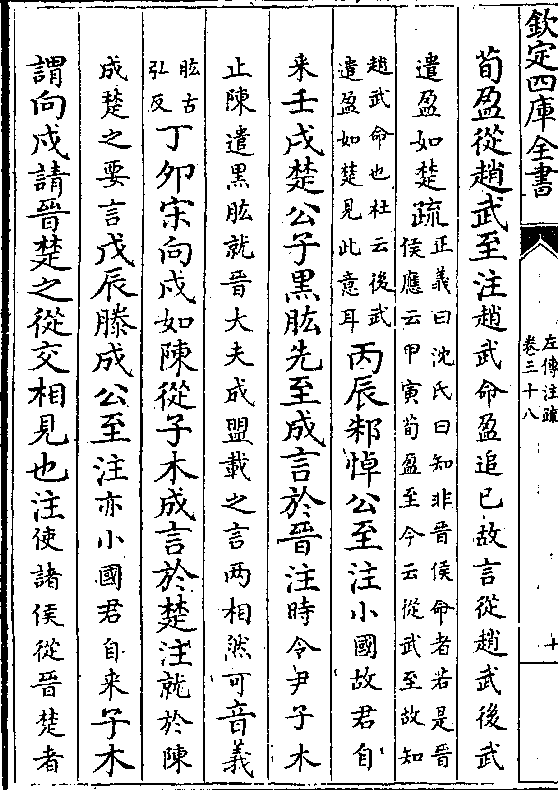 欽定四庫全書
左傳注疏
卷三十八
十
荀盈從趙武至注趙武命盈追已故言從趙武後武
遣盈如楚疏正義曰沈氏曰知非晉侯命者若是晉
侯應云甲寅荀盈至今云從武至故知
趙武命也杜云後武
遣盈如楚見此意耳丙辰邾悼公至注小國故君自
来壬戌楚公子黑肱先至成言於晉注時令尹子木
止陳遣黑肱就晉大夫成盟載之言兩相然可音義
肱古
弘反丁夘宋向戌如陳從子木成言於楚注就於陳
成楚之要言戊辰滕成公至注亦小國君自来子木
謂向戌請晉楚之從交相見也注使諸侯從晉楚者